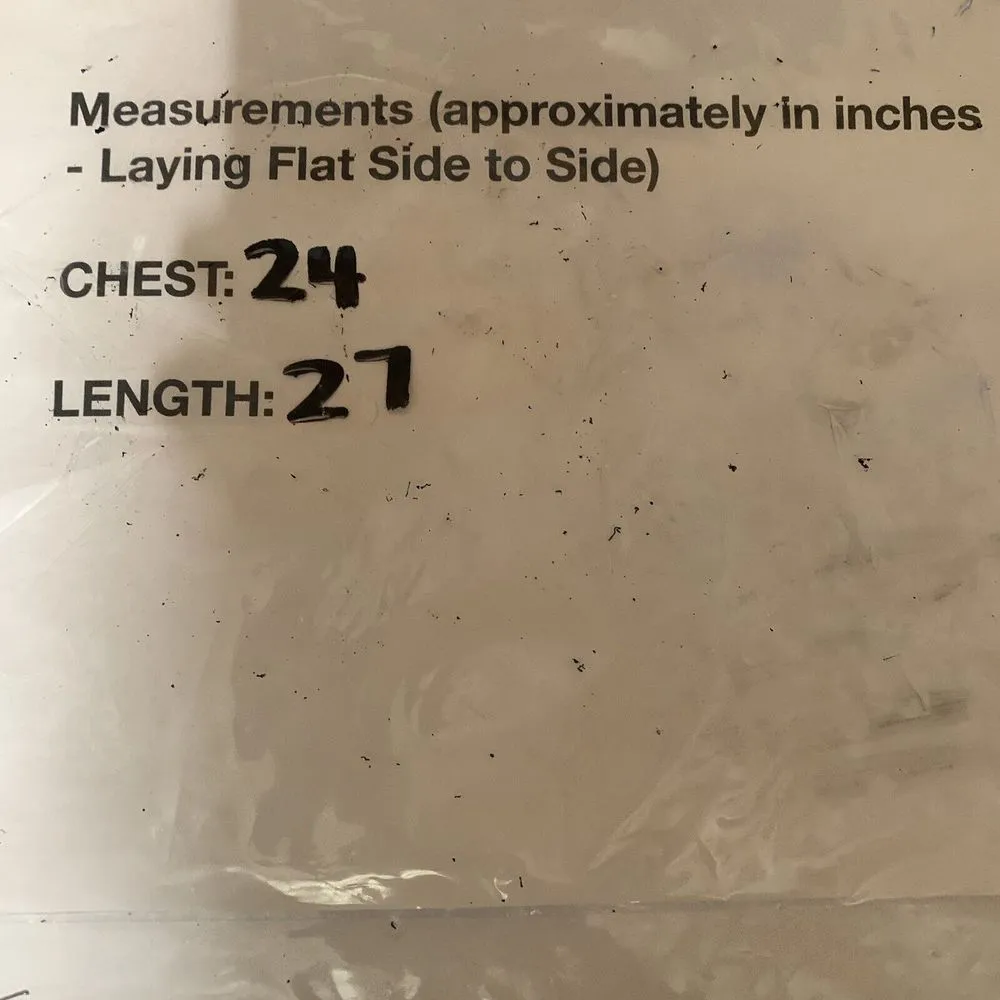 Measurements (approximately in inches
- Laying Flat Side to Side)
CHEST: 24
LENGTH: 27